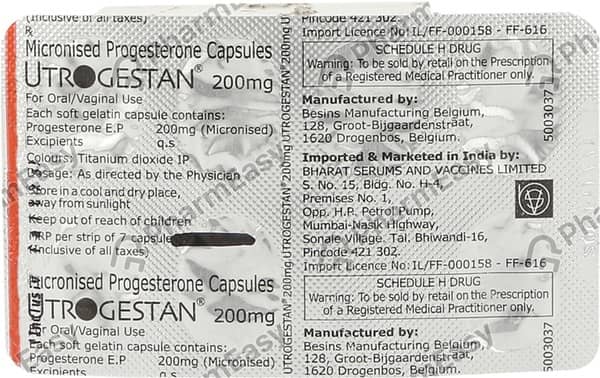 (Inclusive of all taxes)
Rx
Micronised Progesterone Capsules
UTROGESTAN® 200mg
For Oral/Vaginal Use
Each soft gelatin capsule contains:
Progesterone E.P 200mg (Micronised)
Excipients q.s
Colours: Titanium dioxide IP
Dosage: As directed by the Physician
Store in a cool and dry place,
away from sunlight
Keep out of reach of children
MRP per strip of 7 capsule
(Inclusive of all taxes)
Micronised Progesterone Capsules
UTROGESTAN® 200mg
For Oral/Vaginal Use
Each soft gelatin capsule contains:
Progesterone E.P 200mg (Micronised)
Excipients q.s
UTROGESTAN® 200mg UTROGESTAN® 200mg UTROGESTAN® 200mg
Pincode 421 302.
Import Licence No:IL/FF-000158 - FF-616
SCHEDULE H DRUG
Warning: To be sold by retail on the Prescription
of a Registered Medical Practitioner only.
Manufactured by:
Besins Manufacturing Belgium,
128, Groot-Bijgaardenstraat,
1620 Drogenbos, Belgium.
Imported & Marketed in India by:
BHARAT SERUMS AND VACCINES LIMITED
S. No. 15, Bldg. No. H-4,
Premises No. 1,
Opp. H.P. Petrol Pump,
Mumbai-Nasik Highway,
Sonale Village. Tal. Bhiwandi-16,
Pincode 421 302.
Import Licence No:IL/FF-000158 - FF-616
SCHEDULE H DRUG
Warning: To be sold by retail on the Prescription
of a Registered Medical Practitioner only.
Manufactured by:
Besins Manufacturing Belgium,
128, Groot-Bijgaardenstraat,
1620 Drogenbos, Belgium.
5003037
5003037
PharmEasy
PharmEasy
PharmEasy